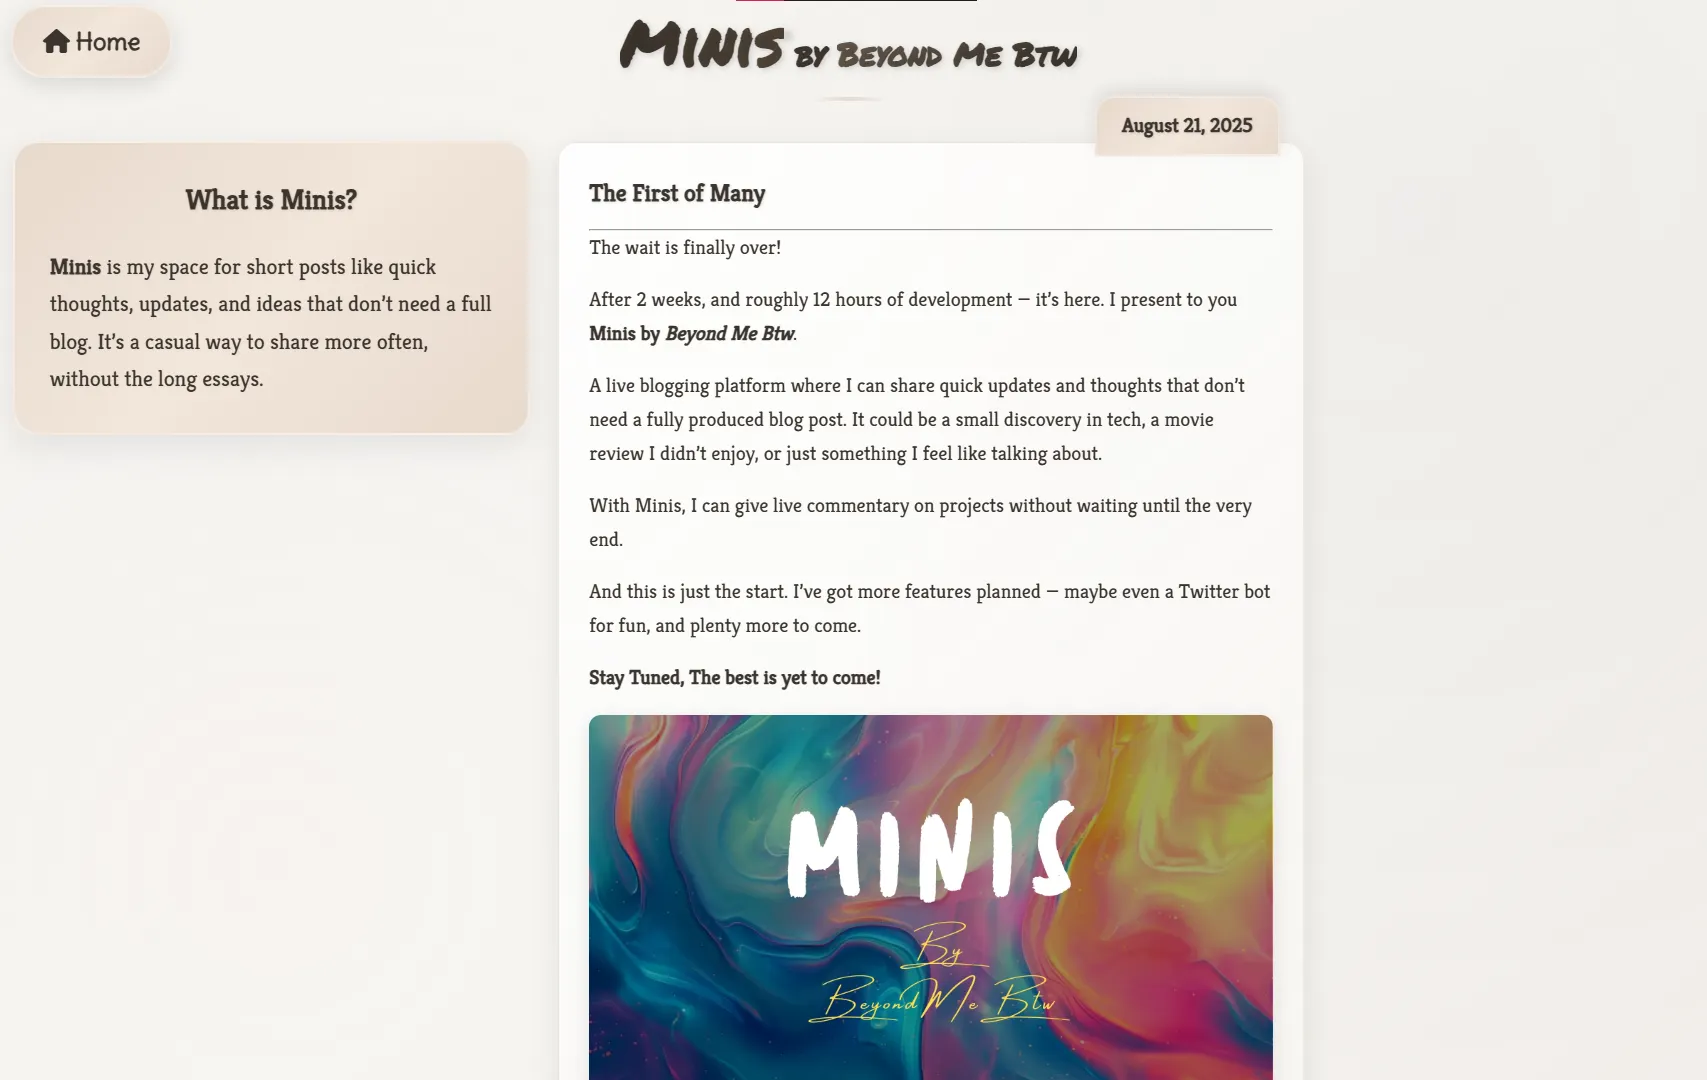 Home
Minis by Beyond Me Btw
What is Minis?
Minis is my space for short posts like quick
thoughts, updates, and ideas that don’t need a full
blog. It’s a casual way to share more often,
without the long essays.
August 21, 2025
The First of Many
The wait is finally over!
After 2 weeks, and roughly 12 hours of development — it’s here. I present to you
Minis by Beyond Me Btw.
A live blogging platform where I can share quick updates and thoughts that don’t
need a fully produced blog post. It could be a small discovery in tech, a movie
review I didn’t enjoy, or just something I feel like talking about.
With Minis, I can give live commentary on projects without waiting until the very
end.
And this is just the start. I’ve got more features planned — maybe even a Twitter bot
for fun, and plenty more to come.
Stay Tuned, The best is yet to come!
MINIS
By
Beyond Me Btw